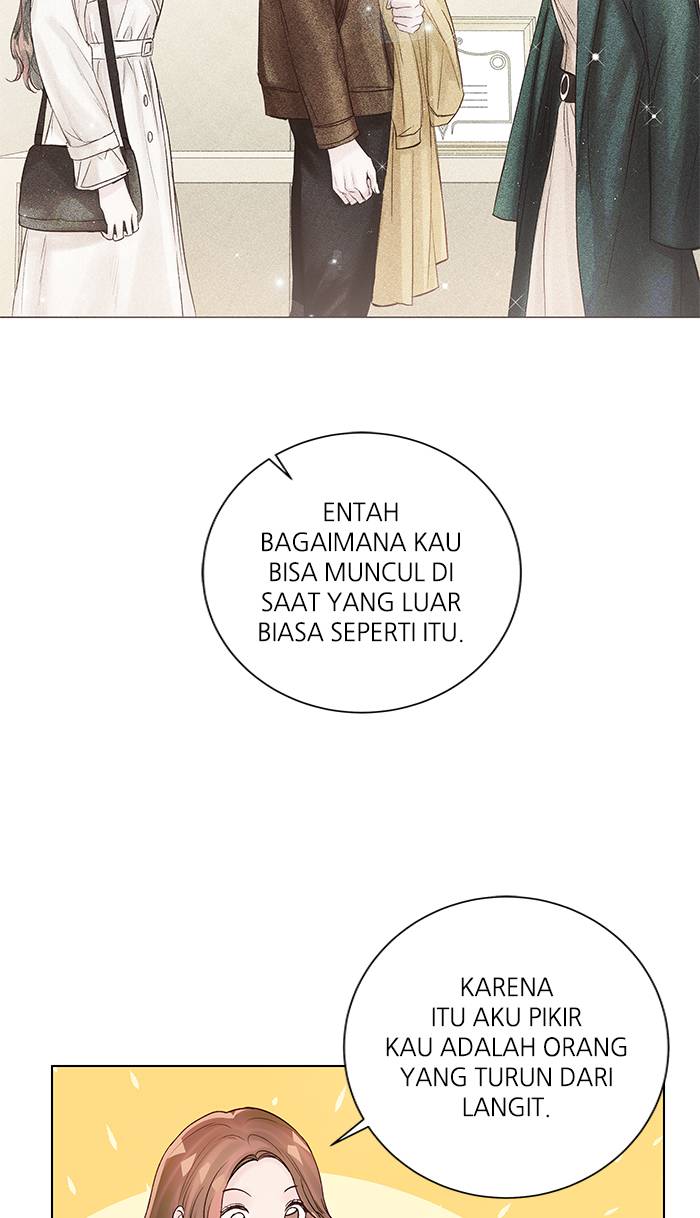 ENTAH
BAGAIMANA KAU
BISA MUNCUL DI
SAAT YANG LUAR
BIASA SEPERTI ITU.
KARENA
ITU AKU PIKIR
KAU ADALAH ORANG
YANG TURUN DARI
LANGIT.